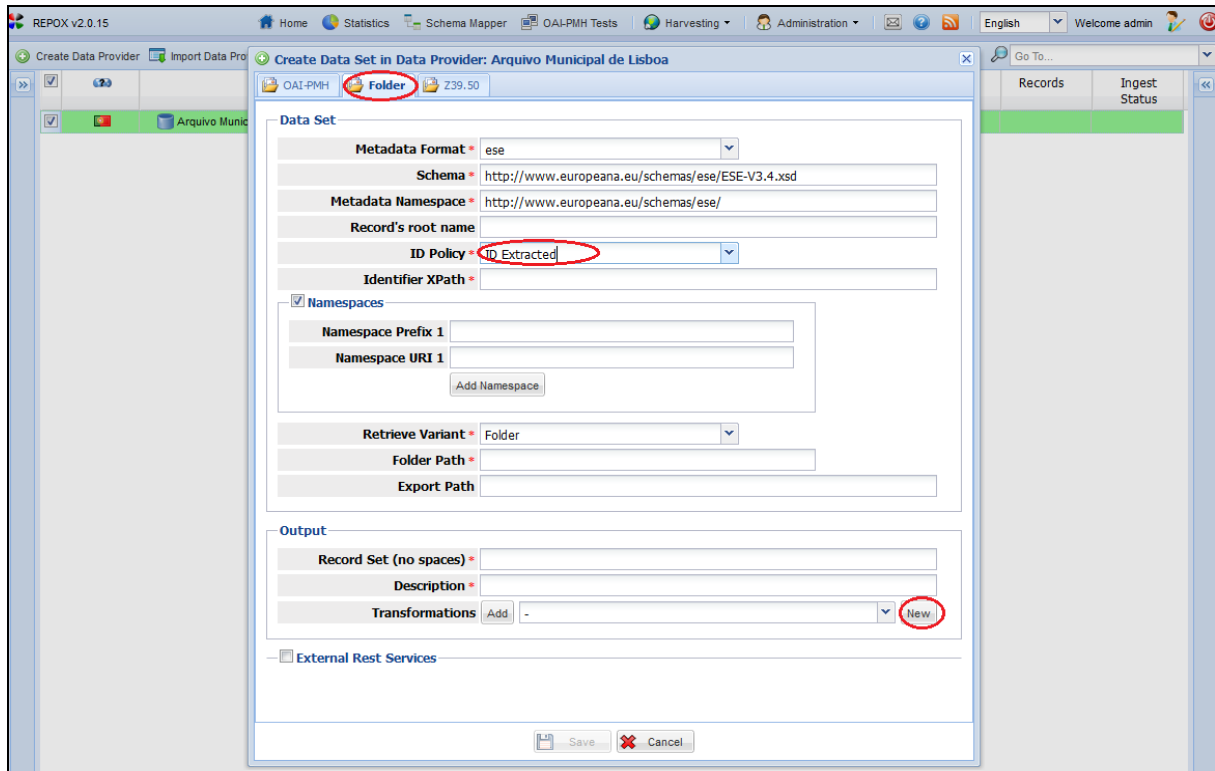 REPOX v2.0.15 Home Statistics Schema Mapper OAI-PMH Tests Harvesting Administration English Welcome admin
Create Data Provider Import Data Pro Go To...
Create Data Set in Data Provider: Arquivo Municipal de Lisboa
OAI-PMH Folder Z39.50
Records Ingest
Status
Arquivo Munic
Data Set
Metadata Format * ese
Schema * http://www.europeana.eu/schemas/ese/ESE-V3.4.xsd
Metadata Namespace * http://www.europeana.eu/schemas/ese/
Record's root name
ID Policy * ID Extracted
Identifier XPath *
Namespaces
Namespace Prefix 1
Namespace URI 1
Add Namespace
Retrieve Variant * Folder
Folder Path *
Export Path
Output
Record Set (no spaces) *
Description *
Transformations Add - New
External Rest Services
Save Cancel